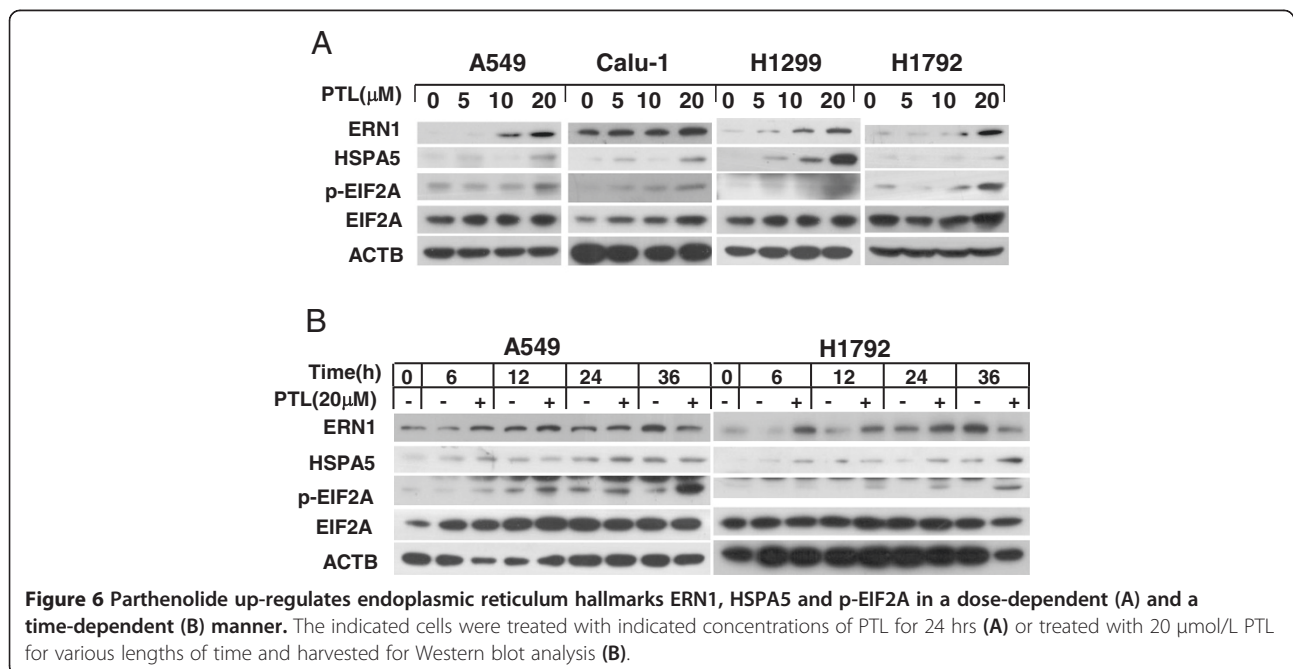 A
A549 Calu-1 H1299 H1792
PTL(μM) 0 5 10 20 0 5 10 20 0 5 10 20 0 5 10 20
ERN1
HSPA5
p-EIF2A
EIF2A
ACTB
B
A549 H1792
Time(h) 0 6 12 24 36 0 6 12 24 36
PTL(20μM) - - + - + - + - + - - + - + - + - +
ERN1
HSPA5
p-EIF2A
EIF2A
ACTB
Figure 6 Parthenolide up-regulates endoplasmic reticulum hallmarks ERN1, HSPA5 and p-EIF2A in a dose-dependent (A) and a
time-dependent (B) manner. The indicated cells were treated with indicated concentrations of PTL for 24 hrs (A) or treated with 20 μmol/L PTL
for various lengths of time and harvested for Western blot analysis (B).